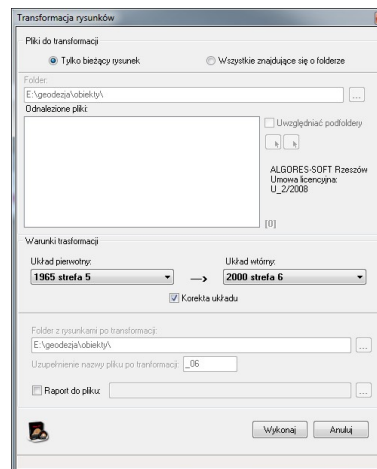 Transformacja rysunków
Pliki do transformacji
Tylko bieżący rysunek
Wszystkie znajdujące się o folderze
Folder:
E:\geodezja\obiekty\
...
Odnalezione pliki:
Uwzględniać podfoldery
ALGORES-SOFT Rzeszów
Umowa licencyjna:
U_2/2008
[0]
Warunki trasformacji
Układ pierwotny:
Układ wtórny:
1965 strefa 5
-->
2000 strefa 6
Korekta układu
Folder z rysunkami po transformacji:
E:\geodezja\obiekty\
...
Uzupełnienie nazwy pliku po tranformacji:
_06
Raport do pliku:
...
Wykonaj
Anuluj